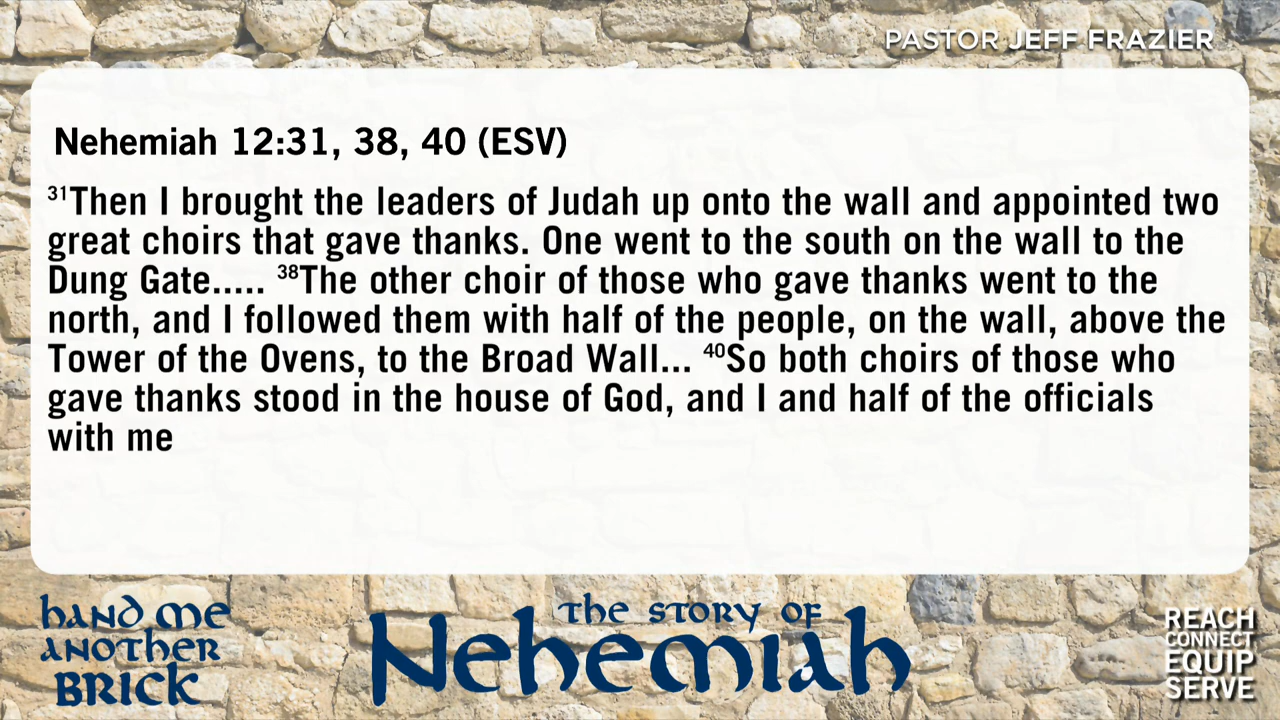 PASTOR JEFF FRAZIER
Nehemiah 12:31, 38, 40 (ESV)
³¹Then I brought the leaders of Judah up onto the wall and appointed two
great choirs that gave thanks. One went to the south on the wall to the
Dung Gate..... ³⁸The other choir of those who gave thanks went to the
north, and I followed them with half of the people, on the wall, above the
Tower of the Ovens, to the Broad Wall... ⁴⁰So both choirs of those who
gave thanks stood in the house of God, and I and half of the officials
with me
hand me
another
BRICK
the story of
Nehemiah
REACH
CONNECT
EQUIP
SERVE